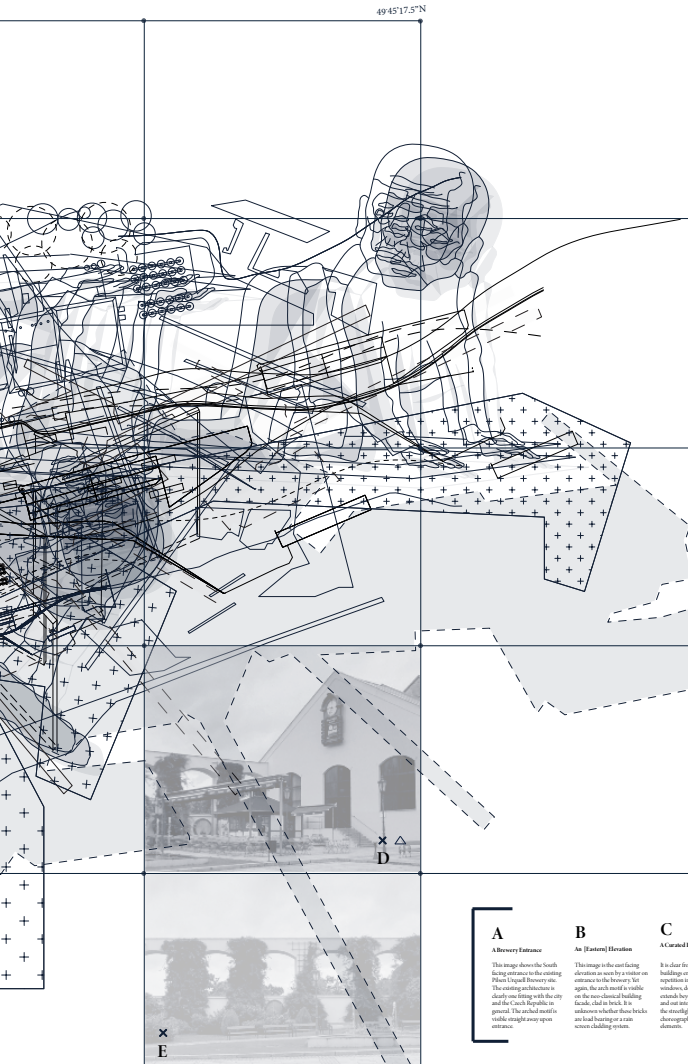 49°45'17.5"N
D
E
A
A Brewery Entrance
This image shows the South
facing entrance to the existing
Pilsen Urquell Brewery site.
The existing architecture is
clearly one fitting with the city
and the Czech Republic in
general. The arched motif is
visible straight away upon
entrance.
B
An [Eastern] Elevation
This image is the east facing
elevation as seen by a visitor on
entrance to the brewery. Yet
again, the arch motif is visible
on the neo-classical building
facade, clad in brick. It is
unknown whether these bricks
are load bearing or a rain
screen cladding system.
C
A Curated
It is clear
buildings
repetition
windows,
extends
and out
the
choreograph
elements.